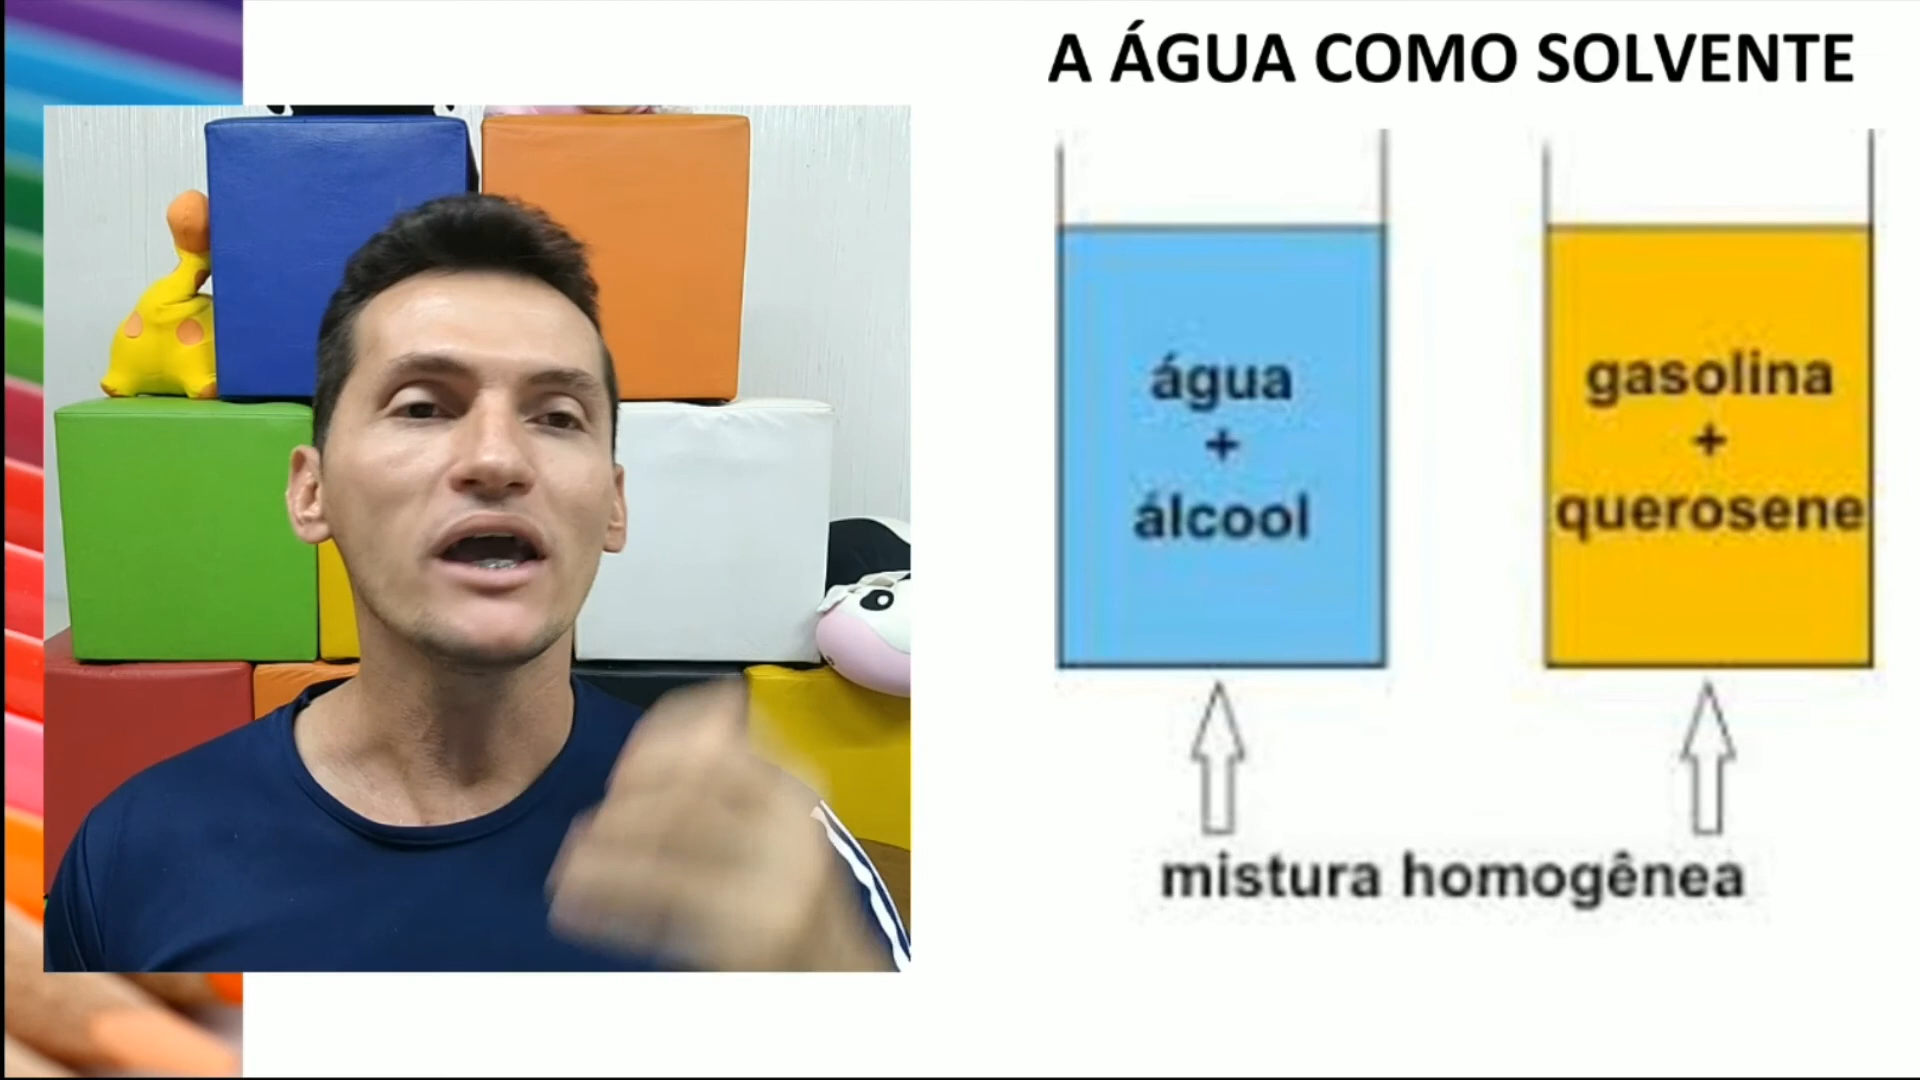 A ÁGUA COMO SOLVENTE
água
+
álcool
gasolina
+
querosene
mistura homogênea